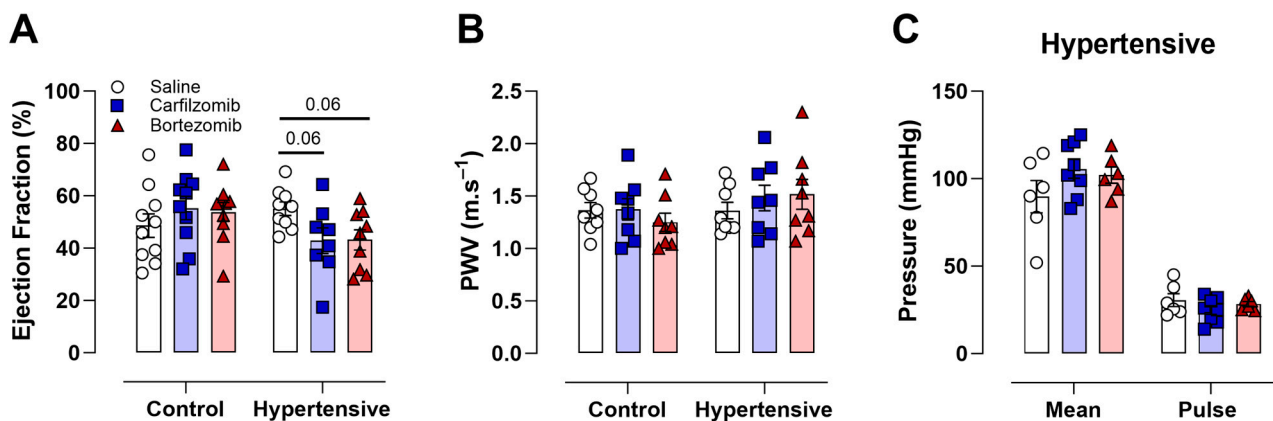 A
Saline
Carfilzomib
Bortezomib
0.06
0.06
Ejection Fraction (%)
100
80
60
40
20
0
Control
Hypertensive
B
PWV (m.s⁻¹)
2.5
2.0
1.5
1.0
0.5
0.0
Control
Hypertensive
C
Hypertensive
Pressure (mmHg)
150
100
50
0
Mean
Pulse